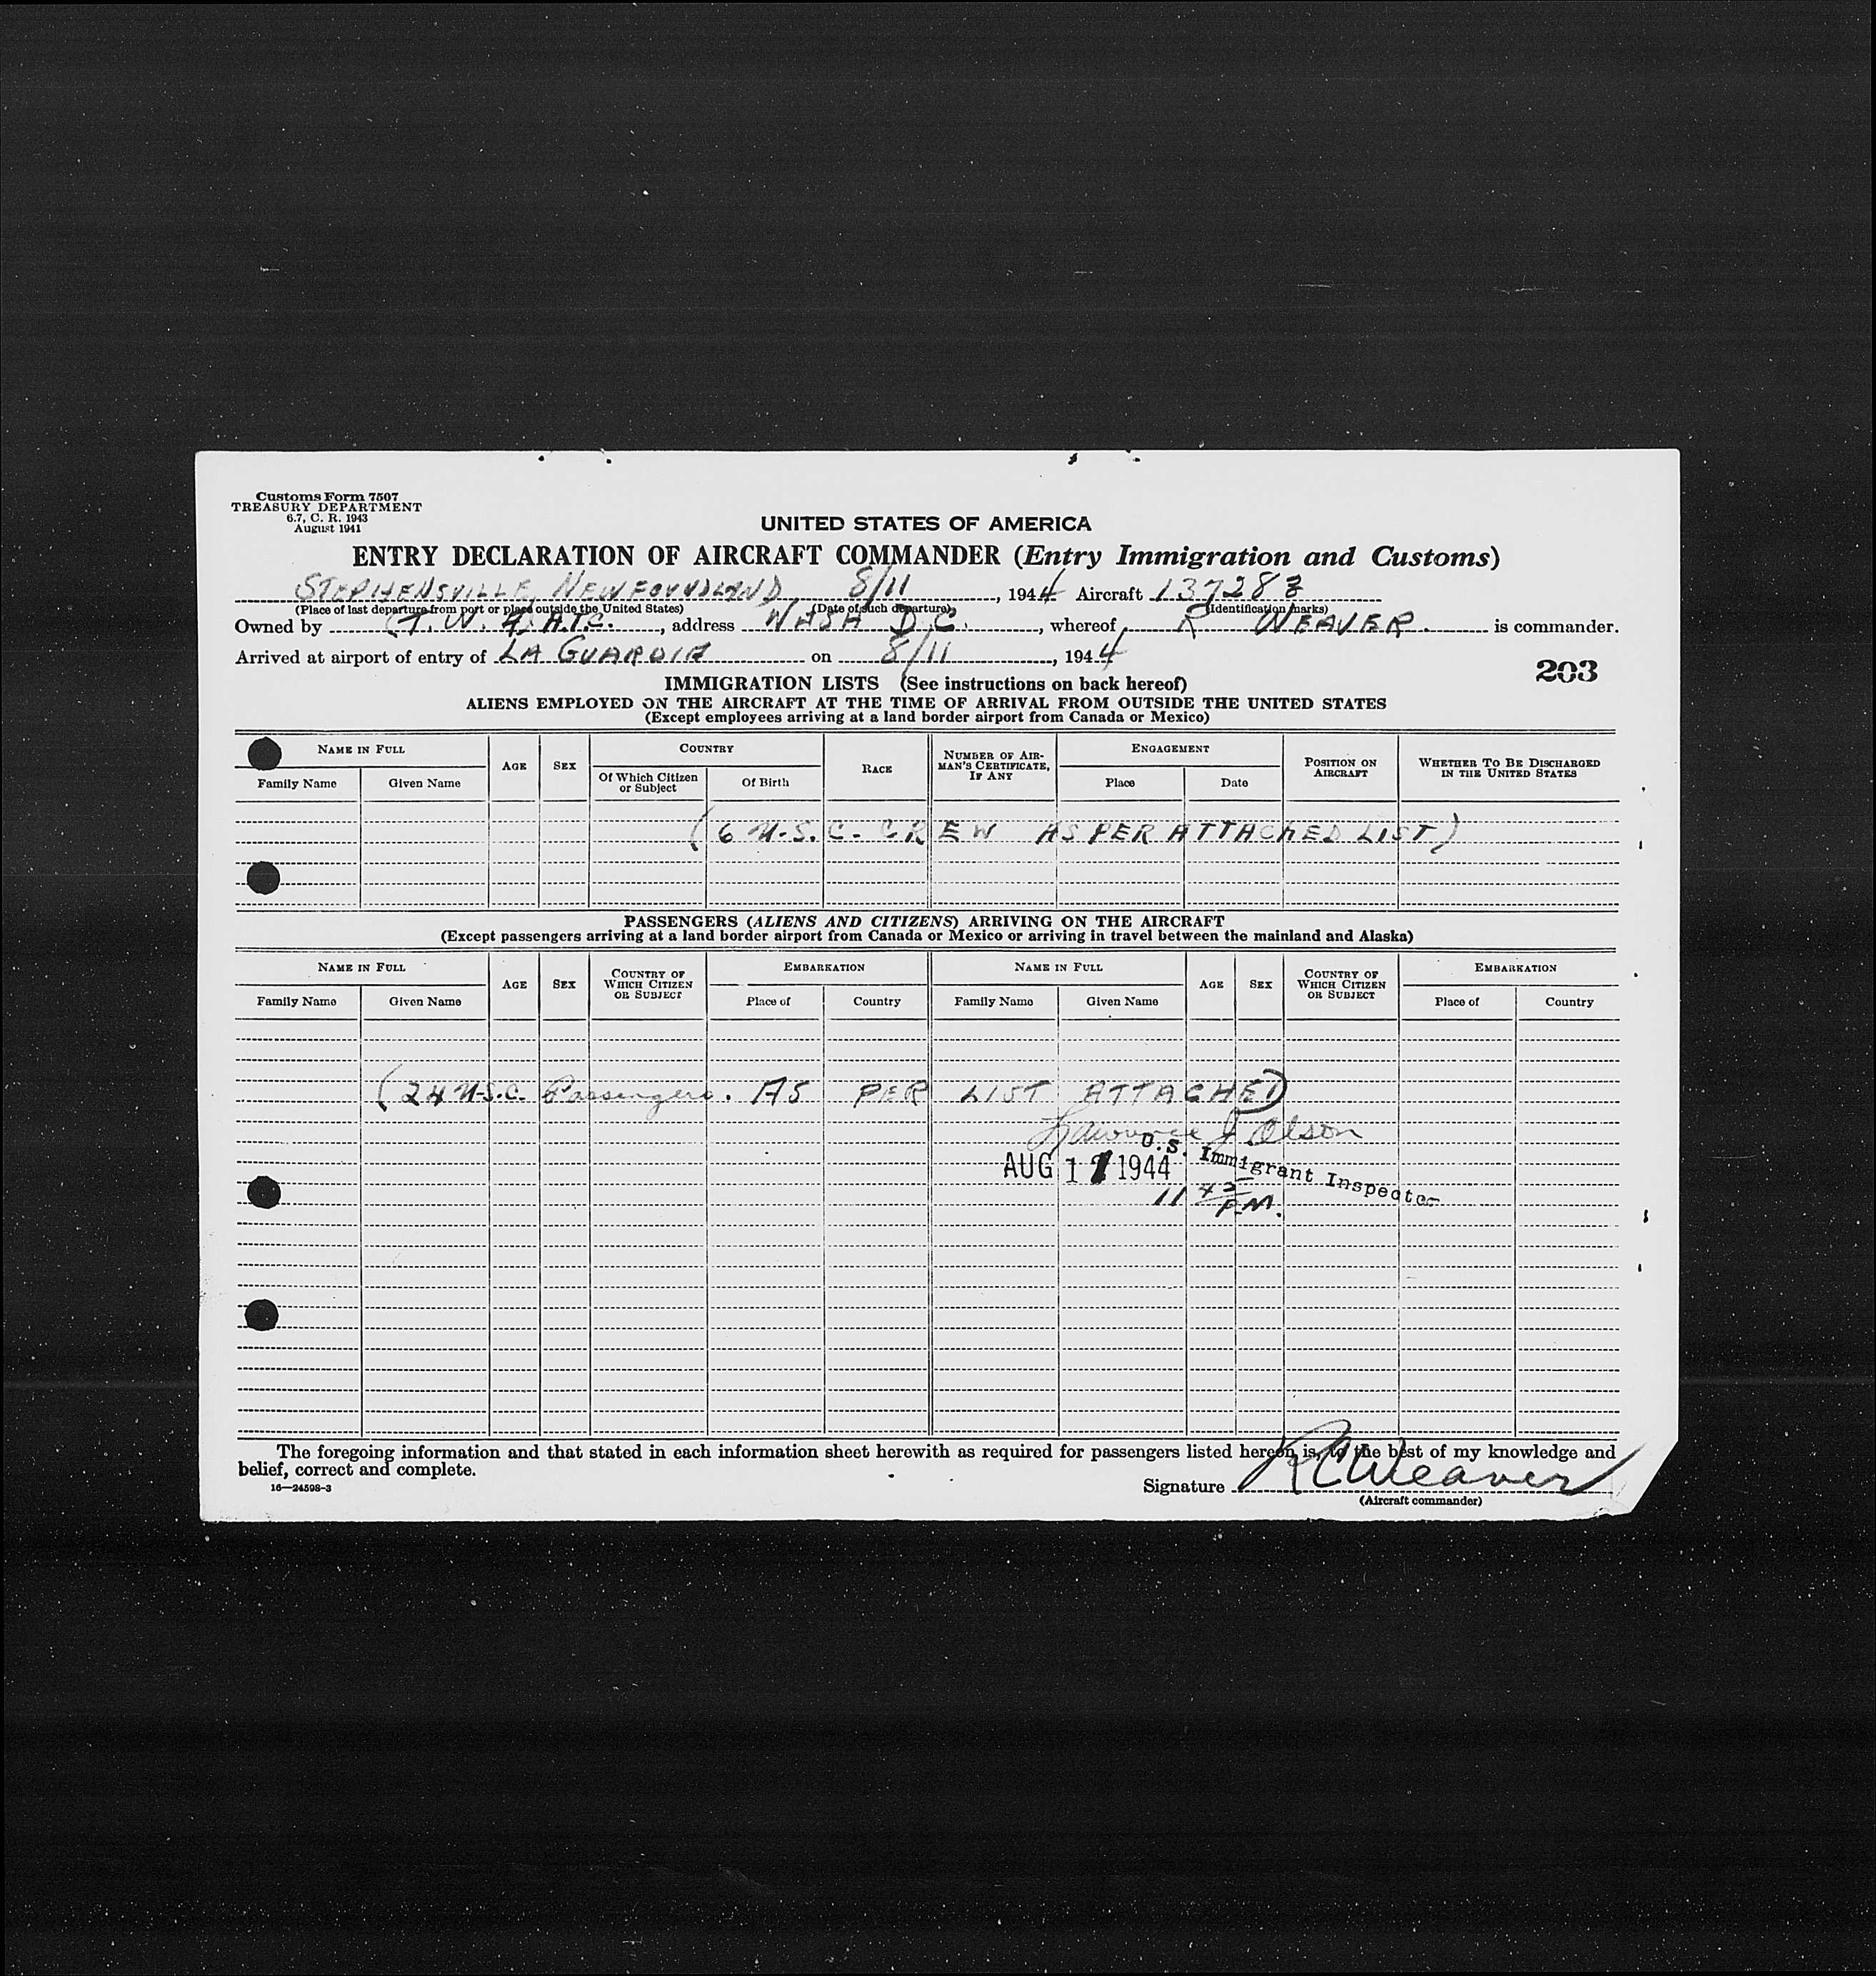 Customs Form 7507
TREASURY DEPARTMENT
6.7, C. R. 1943
August 1941
UNITED STATES OF AMERICA
ENTRY DECLARATION OF AIRCRAFT COMMANDER (Entry Immigration and Customs)
STEPHENSVILLE, NEWFOUNDLAND, 8/11, 1944 Aircraft 137283
(Place of last departure from port or place outside the United States) (Date of such departure) (Identification marks)
Owned by (T.W.A) A.T.C., address WASH D.C., whereof R WEAVER is commander.
Arrived at airport of entry of LA GUARDIA on 8/11, 1944
203
IMMIGRATION LISTS (See instructions on back hereof)
ALIENS EMPLOYED ON THE AIRCRAFT AT THE TIME OF ARRIVAL FROM OUTSIDE THE UNITED STATES
(Except employees arriving at a land border airport from Canada or Mexico)
NAME IN FULL AGE SEX COUNTRY RACE NUMBER OF AIRMAN'S CERTIFICATE, IF ANY ENGAGEMENT POSITION ON AIRCRAFT WHETHER TO BE DISCHARGED IN THE UNITED STATES
Family Name Given Name Of Which Citizen or Subject Of Birth Place Date
(6 U.S.C. CREW AS PER ATTACHED LIST)
PASSENGERS (ALIENS AND CITIZENS) ARRIVING ON THE AIRCRAFT
(Except passengers arriving at a land border airport from Canada or Mexico or arriving in travel between the mainland and Alaska)
NAME IN FULL AGE SEX COUNTRY OF WHICH CITIZEN OR SUBJECT EMBARKATION NAME IN FULL AGE SEX COUNTRY OF WHICH CITIZEN OR SUBJECT EMBARKATION
Family Name Given Name Place of Country Family Name Given Name Place of Country
(24 U.S.C. Passengers. AS PER LIST ATTACHED)
Lawrence J Olson
U.S. Immigrant Inspector
AUG 1 1944
11 45 P.M.
The foregoing information and that stated in each information sheet herewith as required for passengers listed hereon is, to the best of my knowledge and
belief, correct and complete.
16—24598-3
Signature R C Weaver
(Aircraft commander)